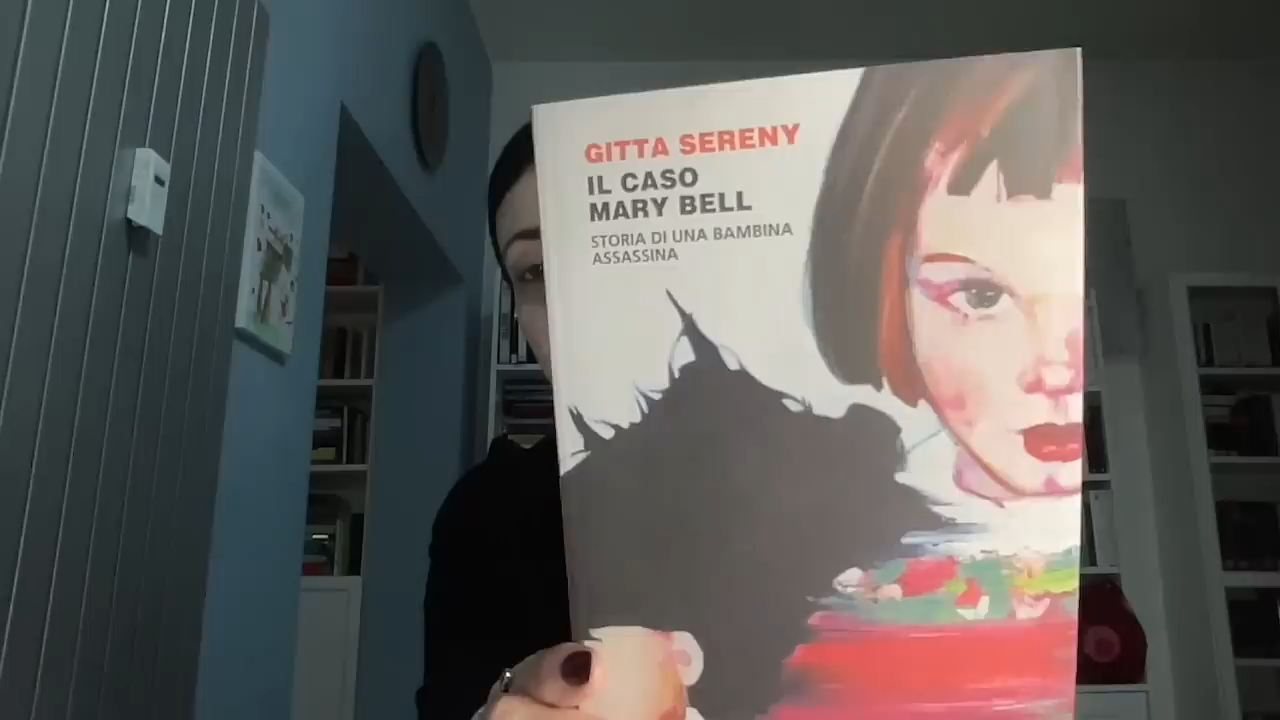 GITTA SERENY
IL CASO
MARY BELL
STORIA DI UNA BAMBINA
ASSASSINA